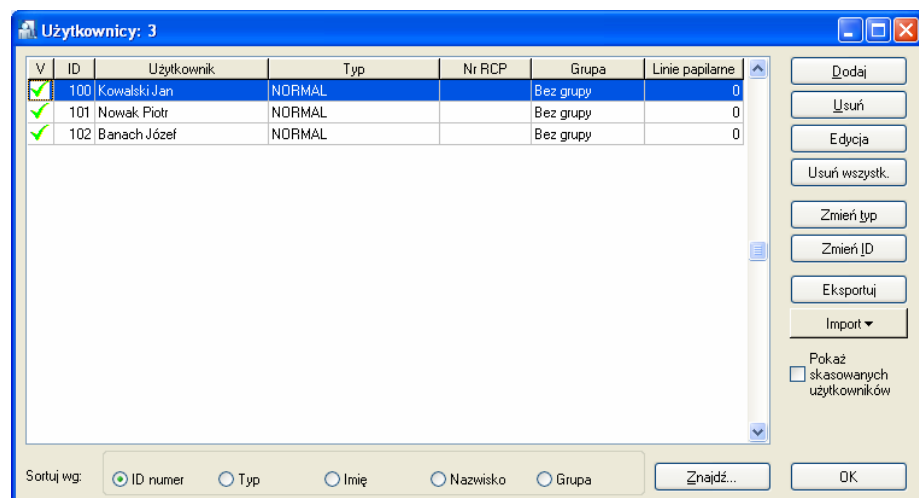 Użytkownicy: 3
V ID Użytkownik Typ Nr RCP Grupa Linie papilarne
100 Kowalski Jan NORMAL Bez grupy 0
101 Nowak Piotr NORMAL Bez grupy 0
102 Banach Józef NORMAL Bez grupy 0
Dodaj
Usuń
Edycja
Usuń wszystk.
Zmień typ
Zmień ID
Eksportuj
Import
Pokaż
skasowanych
użytkowników
Sortuj wg: ID numer Typ Imię Nazwisko Grupa Znajdź... OK